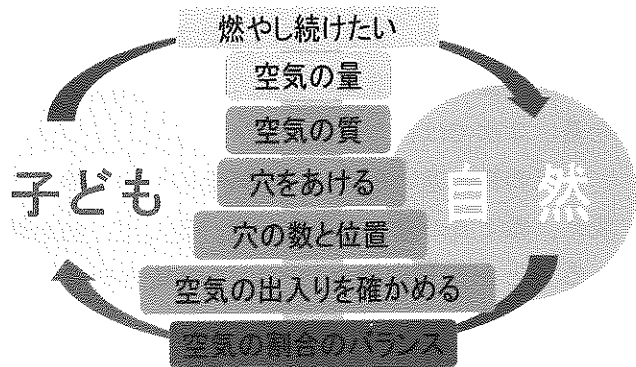 燃やし続けたい
空気の量
空気の質
子ども
穴をあける
自然
穴の数と位置
空気の出入りを確かめる
空気の割合のバランス